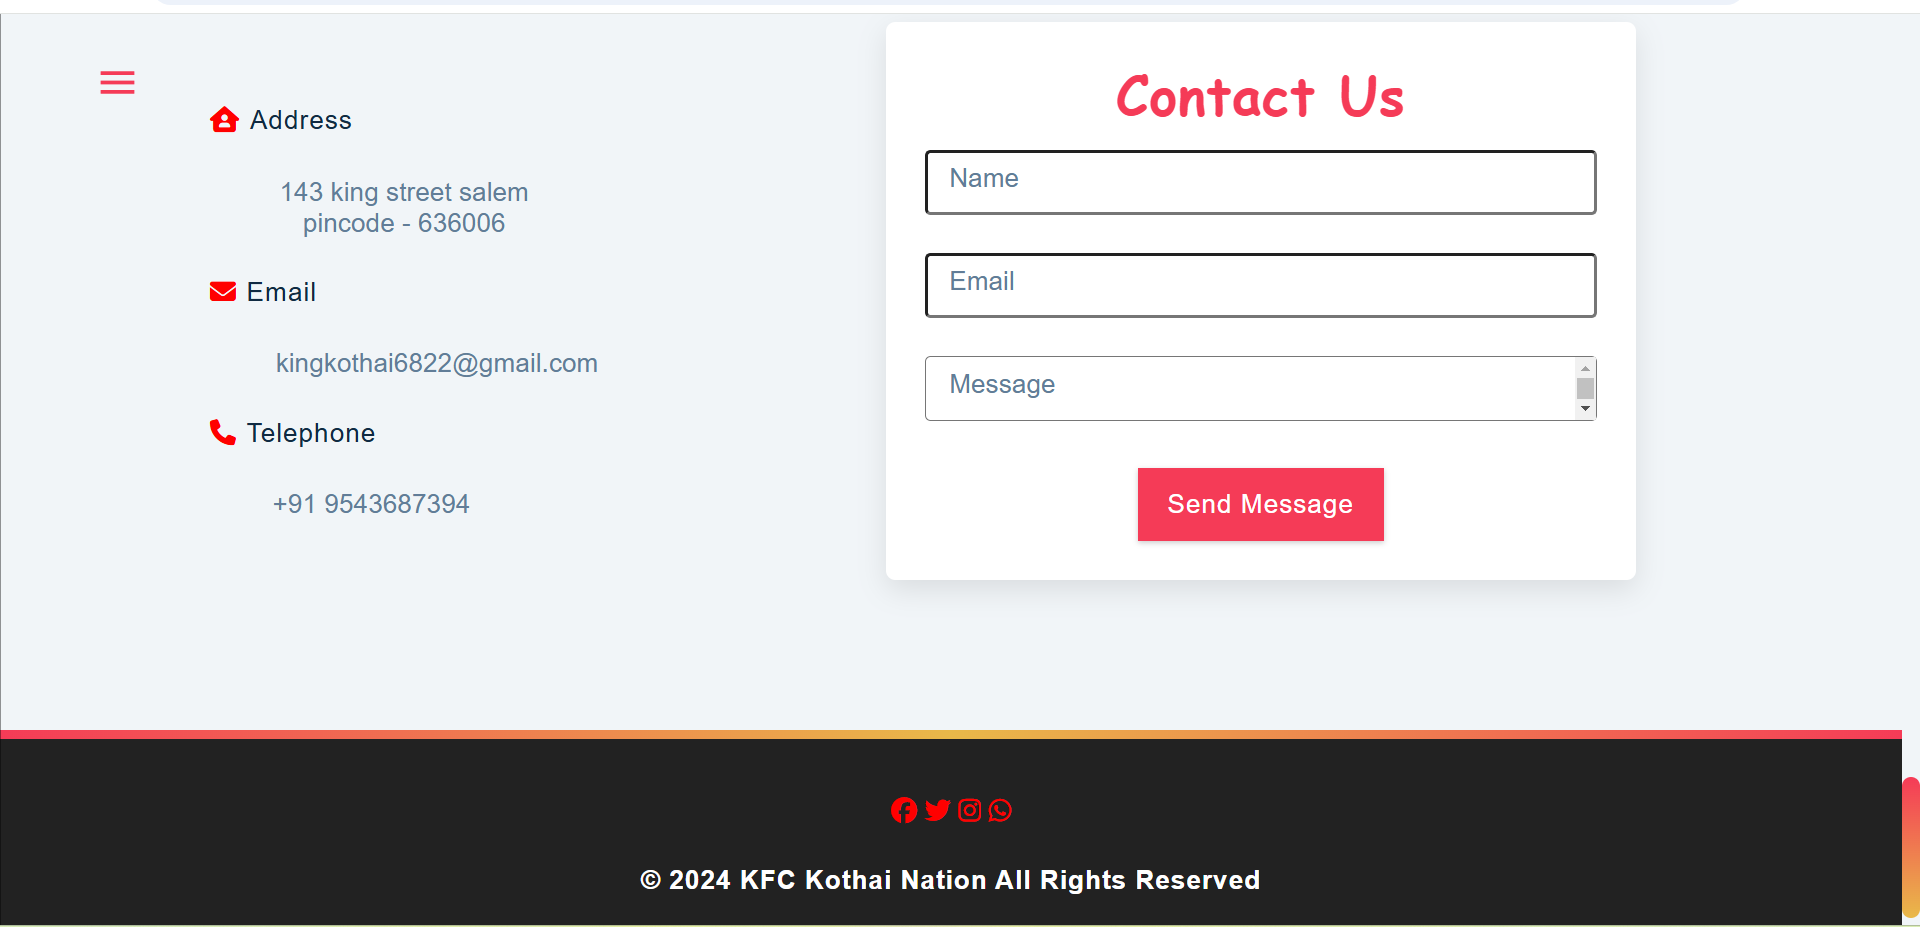 Address
143 king street salem
pincode - 636006
Email
kingkothai6822@gmail.com
Telephone
+91 9543687394
Contact Us
Name
Email
Message
Send Message
© 2024 KFC Kothai Nation All Rights Reserved